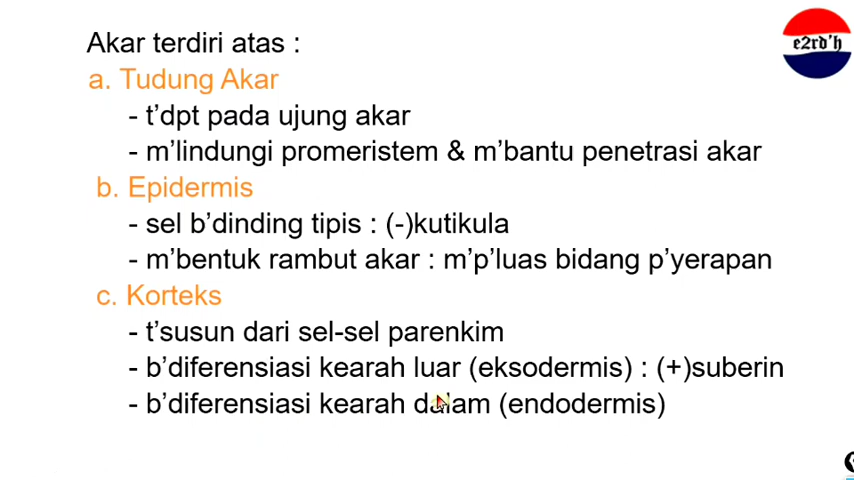 Akar terdiri atas :
e2rd'h
a. Tudung Akar
- t’dpt pada ujung akar
- m’lindungi promeristem & m’bantu penetrasi akar
b. Epidermis
- sel b’dinding tipis : (-)kutikula
- m’bentuk rambut akar : m’p’luas bidang p’yerapan
c. Korteks
- t’susun dari sel-sel parenkim
- b’diferensiasi kearah luar (eksodermis) : (+)suberin
- b’diferensiasi kearah dalam (endodermis)